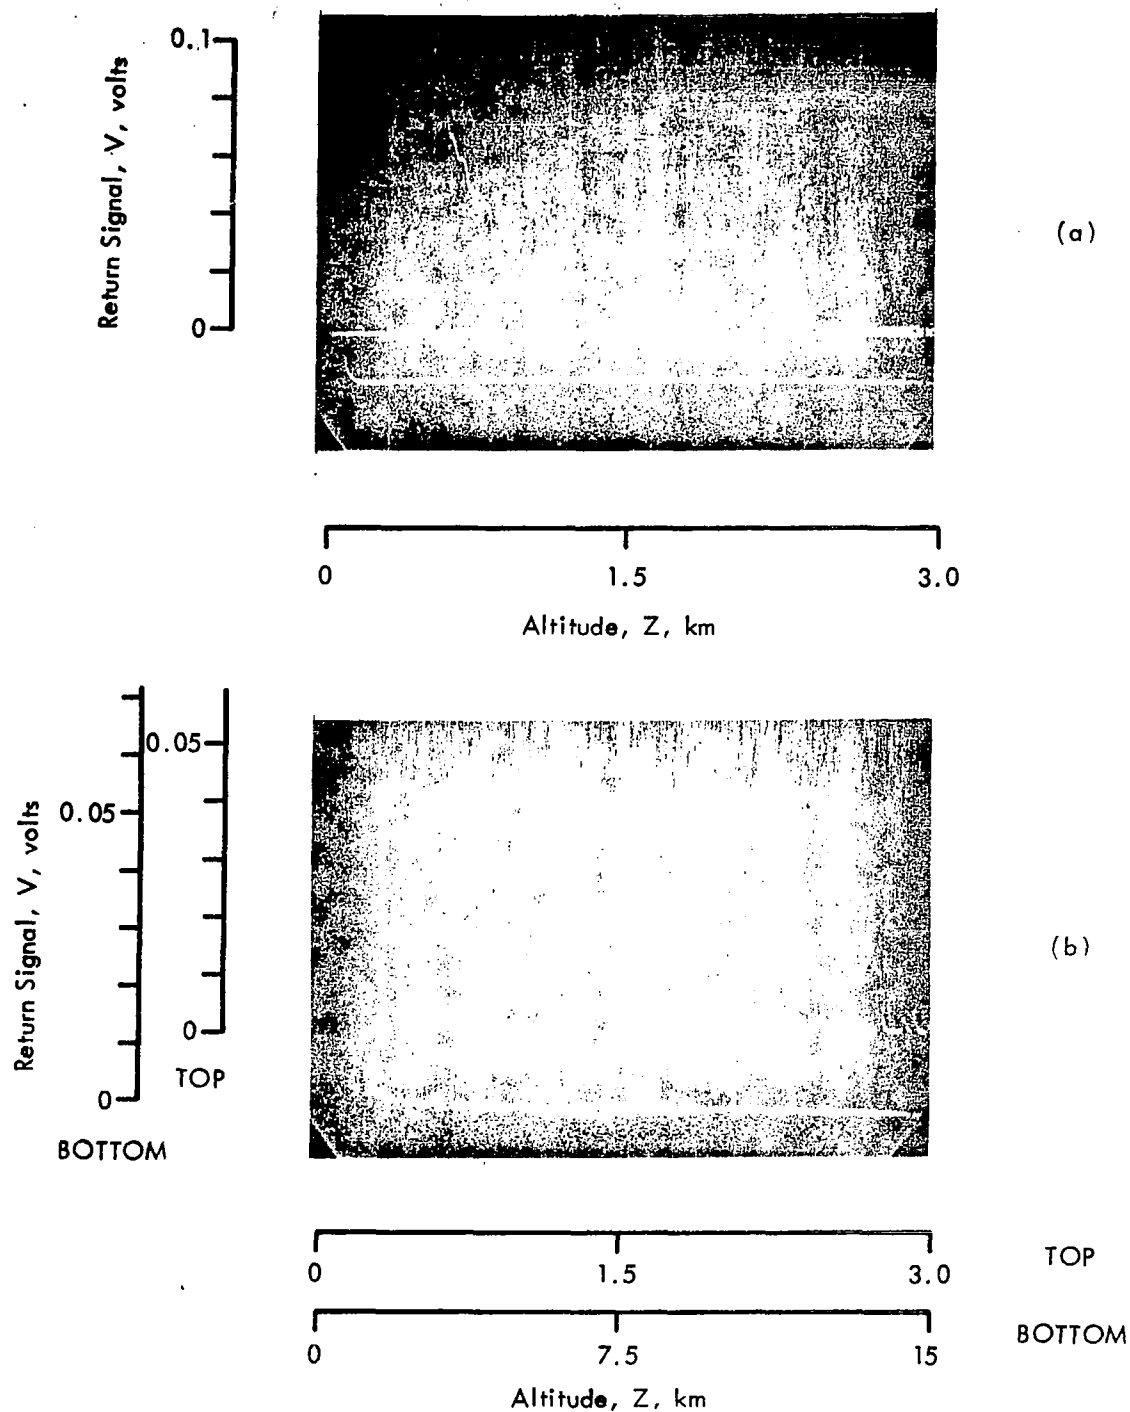 0.1
Return Signal, V, volts
0
(a)
0 1.5 3.0
Altitude, Z, km
0.05
0.05
Return Signal, V, volts
(b)
0
TOP
0
BOTTOM
0 1.5 3.0
TOP
0 7.5 15
BOTTOM
Altitude, Z, km